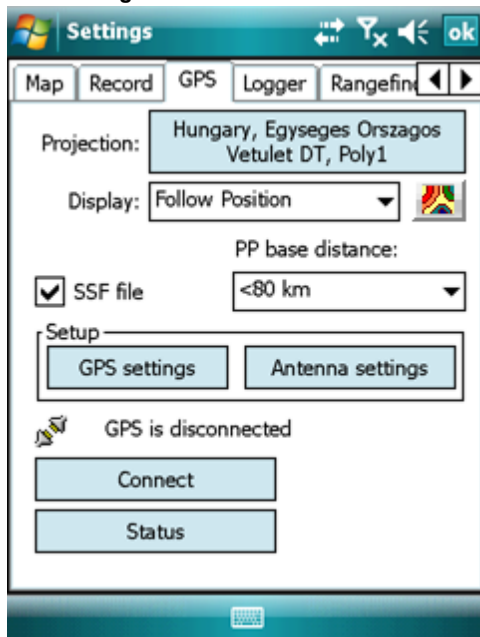 Settings
ok
Map Record GPS Logger
Projection: Hungary, Egyseges Orszagos
Vetulet DT, Poly1
Display: Follow Position
PP base distance:
SSF file <80 km
Setup
GPS settings Antenna settings
GPS is disconnected
Connect
Status